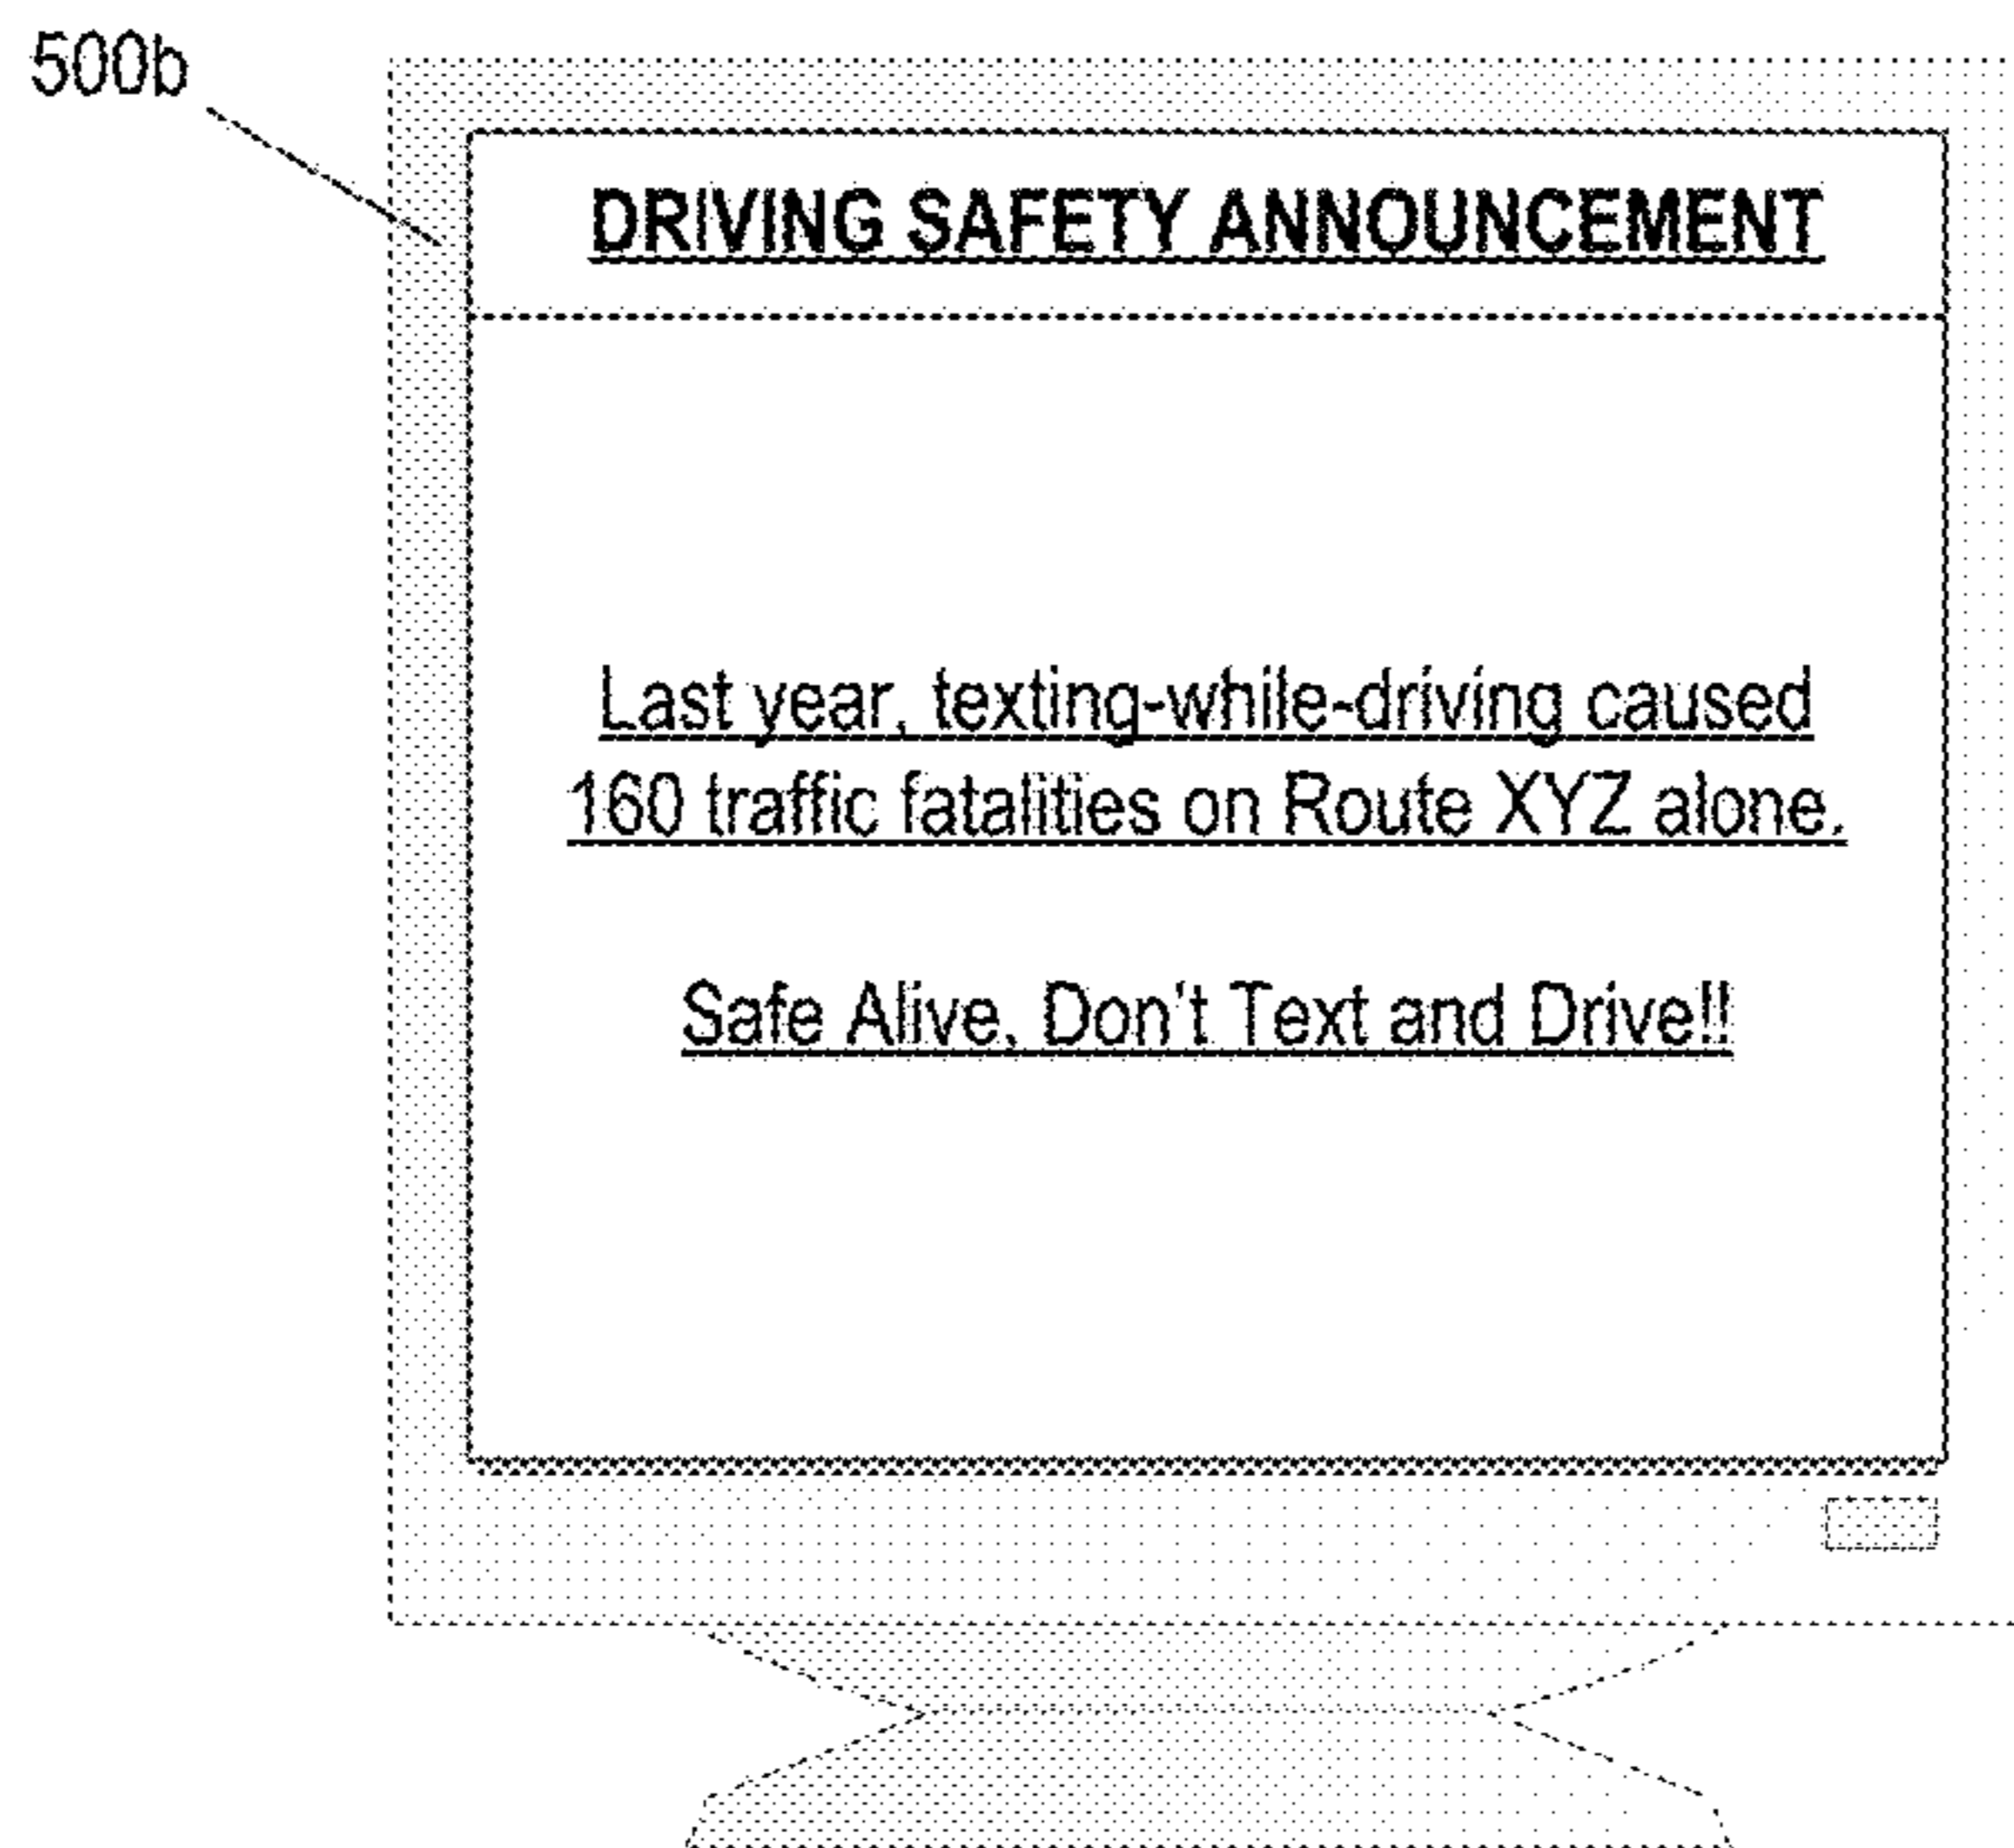 500b
DRIVING SAFETY ANNOUNCEMENT
Last year, texting-while-driving caused
160 traffic fatalities on Route XYZ alone.
Safe Alive, Don't Text and Drive!!